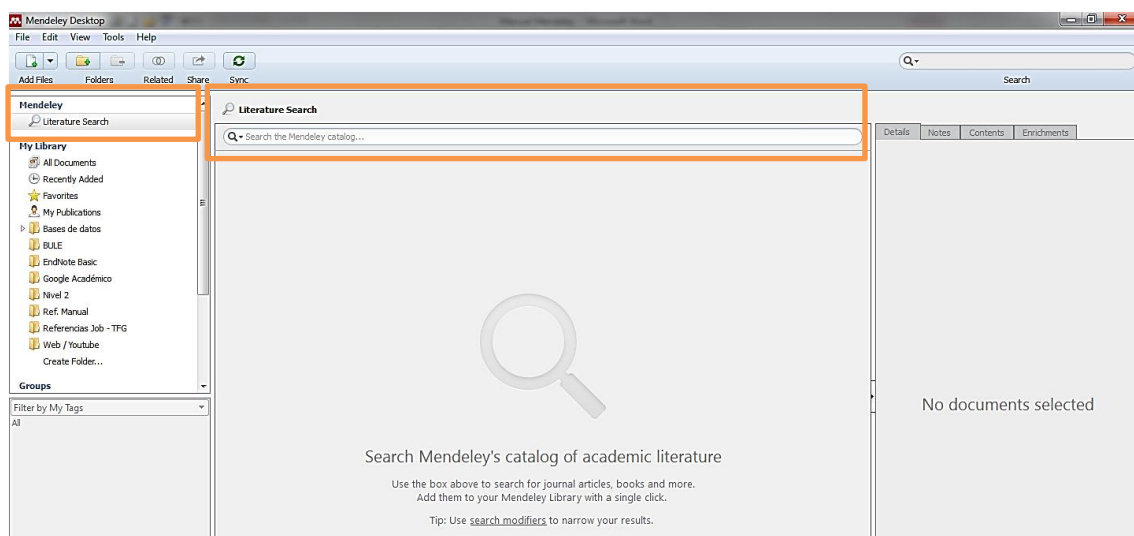 Mendeley Desktop
Manual Mendeley - Microsoft Word
File Edit View Tools Help
Add Files Folders Related Share Sync Search
Mendeley
Literature Search
My Library
All Documents
Recently Added
Favorites
My Publications
Bases de datos
BULE
EndNote Basic
Google Académico
Nivel 2
Ref. Manual
Referencias Job - TFG
Web / Youtube
Create Folder...
Groups
Filter by My Tags
All
Literature Search
Search the Mendeley catalog...
Search Mendeley's catalog of academic literature
Use the box above to search for journal articles, books and more.
Add them to your Mendeley Library with a single click.
Tip: Use search modifiers to narrow your results.
Details Notes Contents Enrichments
No documents selected